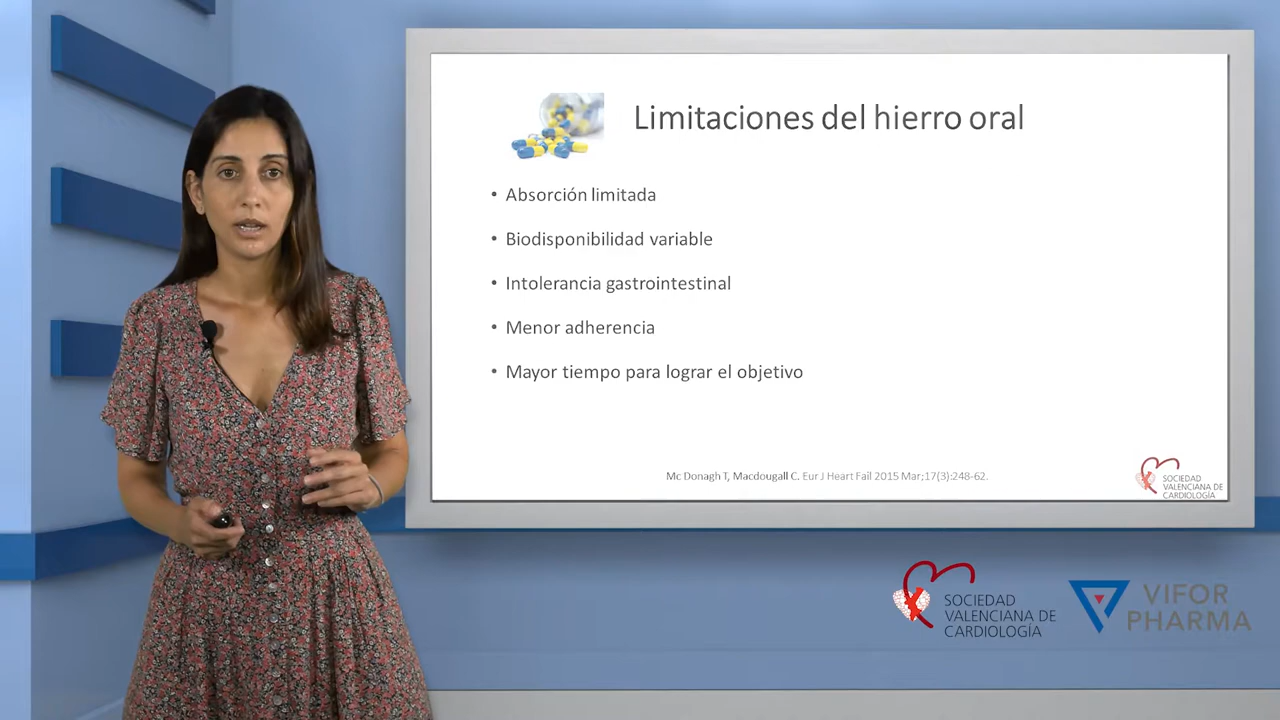 Limitaciones del hierro oral
• Absorción limitada
• Biodisponibilidad variable
• Intolerancia gastrointestinal
• Menor adherencia
• Mayor tiempo para lograr el objetivo
Mc Donagh T, Macdougall C. Eur J Heart Fail 2015 Mar;17(3):248-62.
SOCIEDAD
VALENCIANA DE
CARDIOLOGÍA
SOCIEDAD
VALENCIANA DE
CARDIOLOGÍA
VIFOR
PHARMA